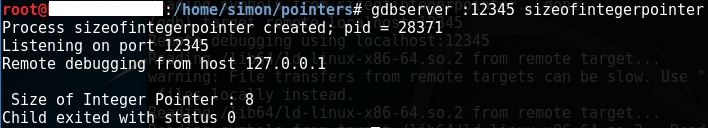 root@ :/home/simon/pointers# gdbserver :12345 sizeofintegerpointer
Process sizeofintegerpointer created; pid = 28371
Listening on port 12345
Remote debugging from host 127.0.0.1
Size of Integer Pointer : 8
Child exited with status 0